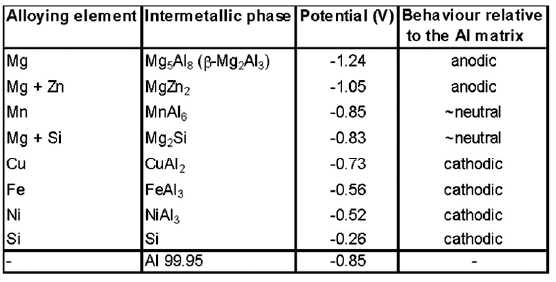 Alloying element Intermetallic phase Potential (V) Behaviour relative to the Al matrix
Mg Mg₅Al₈ (β-Mg₂Al₃) -1.24 anodic
Mg + Zn MgZn₂ -1.05 anodic
Mn MnAl₆ -0.85 ~neutral
Mg + Si Mg₂Si -0.83 ~neutral
Cu CuAl₂ -0.73 cathodic
Fe FeAl₃ -0.56 cathodic
Ni NiAl₃ -0.52 cathodic
Si Si -0.26 cathodic
- Al 99.95 -0.85 -